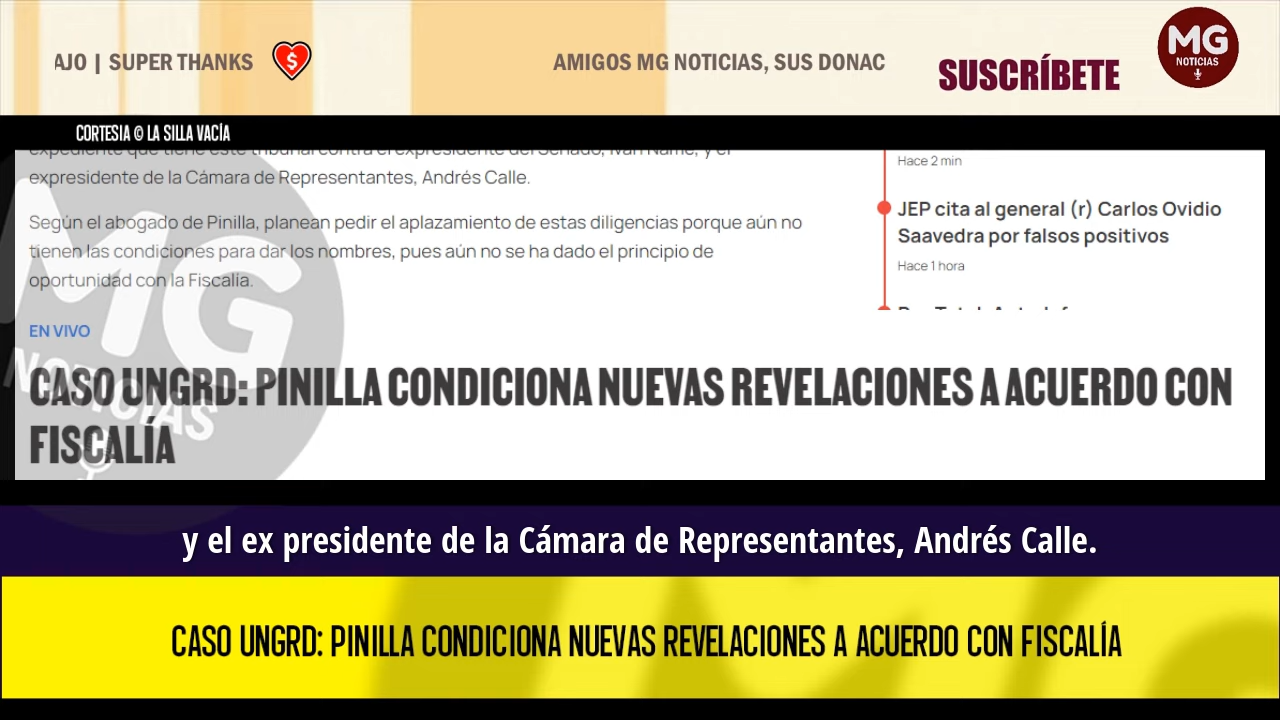 AJO | SUPER THANKS
AMIGOS MG NOTICIAS, SUS DONAC
SUSCRÍBETE
MG
NOTICIAS
CORTESIA © LA SILLA VACÍA
expediente que tiene este tribunal contra el expresidente del Senado, Iván Name, y el
expresidente de la Cámara de Representantes, Andrés Calle.
Según el abogado de Pinilla, planean pedir el aplazamiento de estas diligencias porque aún no
tienen las condiciones para dar los nombres, pues aún no se ha dado el principio de
oportunidad con la Fiscalía.
Hace 2 min
JEP cita al general (r) Carlos Ovidio
Saavedra por falsos positivos
Hace 1 hora
EN VIVO
CASO UNGRD: PINILLA CONDICIONA NUEVAS REVELACIONES A ACUERDO CON
FISCALÍA
MG
NOTICIAS
y el ex presidente de la Cámara de Representantes, Andrés Calle.
CASO UNGRD: PINILLA CONDICIONA NUEVAS REVELACIONES A ACUERDO CON FISCALÍA